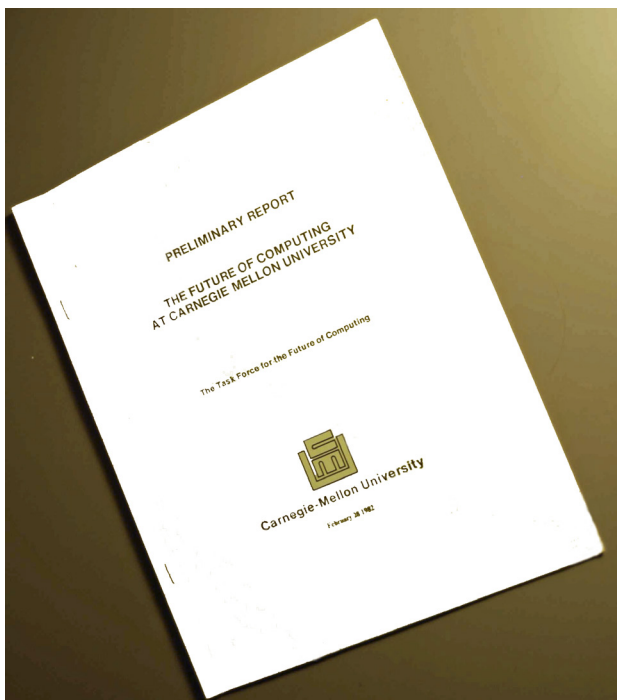 PRELIMINARY REPORT
THE FUTURE OF COMPUTING
AT CARNEGIE MELLON UNIVERSITY
The Task Force for the Future of Computing
Carnegie-Mellon University
February 28 1982